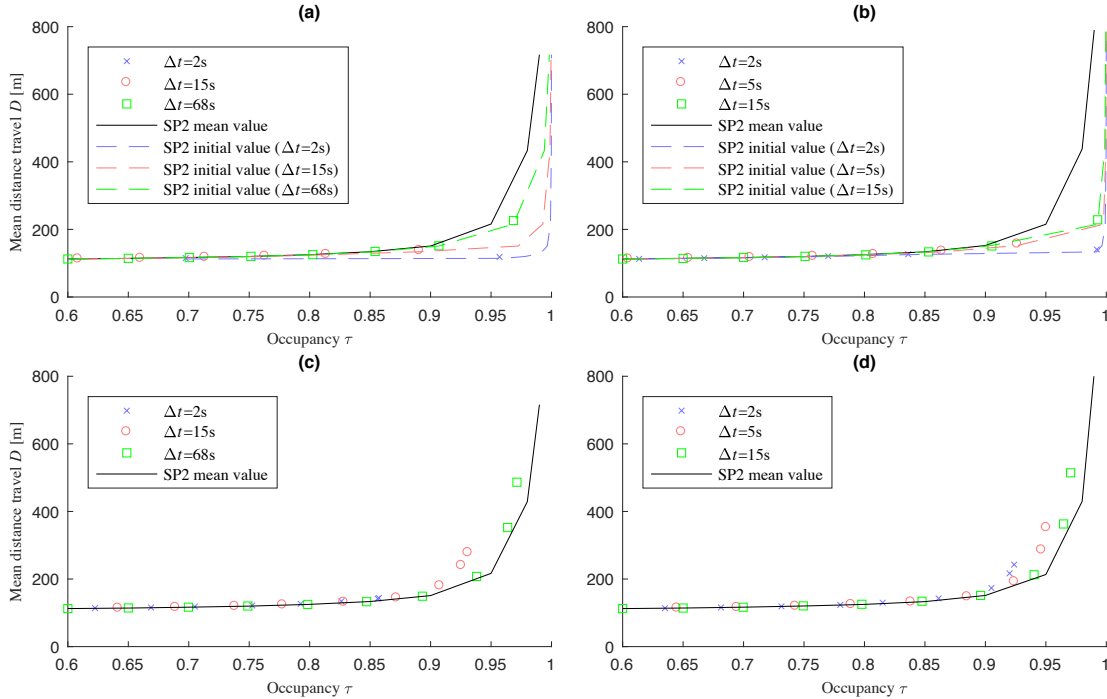 (a)
800
600
400
200
0
Mean distance travel D [m]
Δt=2s
Δt=15s
Δt=68s
SP2 mean value
SP2 initial value (Δt=2s)
SP2 initial value (Δt=15s)
SP2 initial value (Δt=68s)
0.6 0.65 0.7 0.75 0.8 0.85 0.9 0.95 1
Occupancy τ
(b)
800
600
400
200
0
Δt=2s
Δt=5s
Δt=15s
SP2 mean value
SP2 initial value (Δt=2s)
SP2 initial value (Δt=5s)
SP2 initial value (Δt=15s)
0.6 0.65 0.7 0.75 0.8 0.85 0.9 0.95 1
Occupancy τ
(c)
800
600
400
200
0
Mean distance travel D [m]
Δt=2s
Δt=15s
Δt=68s
SP2 mean value
0.6 0.65 0.7 0.75 0.8 0.85 0.9 0.95 1
Occupancy τ
(d)
800
600
400
200
0
Δt=2s
Δt=5s
Δt=15s
SP2 mean value
0.6 0.65 0.7 0.75 0.8 0.85 0.9 0.95 1
Occupancy τ